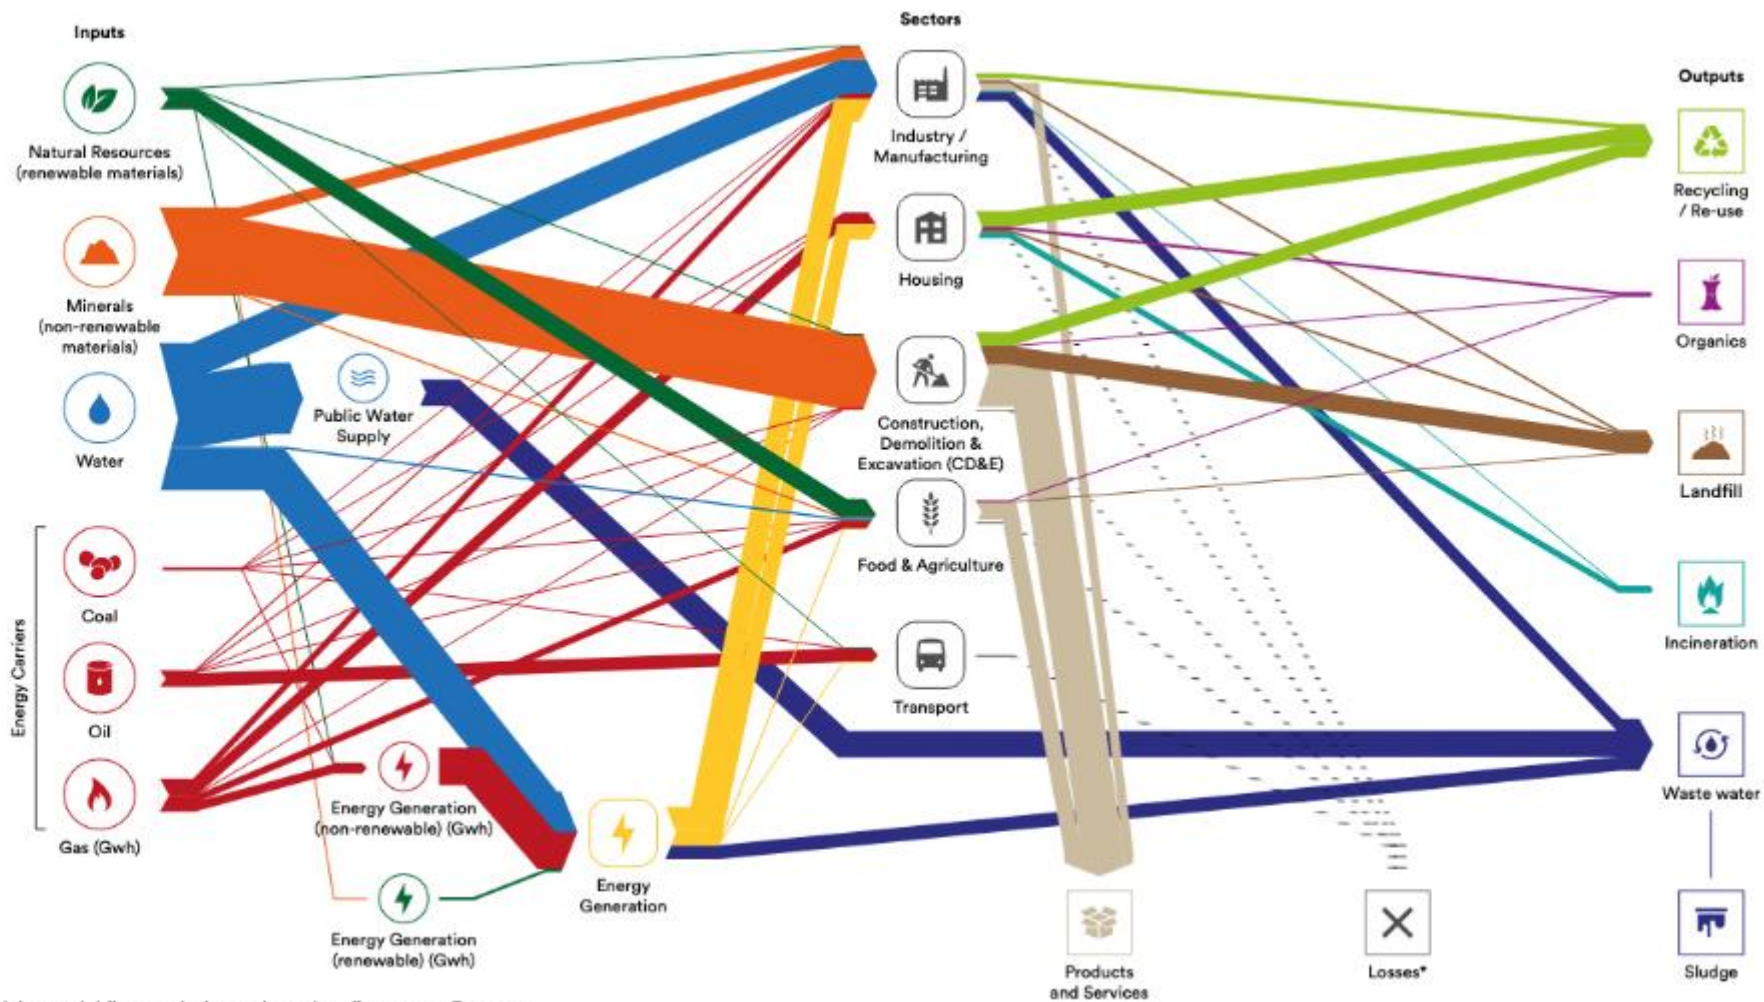 Inputs
Sectors
Outputs
Natural Resources
(renewable materials)
Minerals
(non-renewable
materials)
Water
Public Water
Supply
Energy Carriers
Coal
Oil
Gas (Gwh)
Energy Generation
(non-renewable) (Gwh)
Energy Generation
(renewable) (Gwh)
Energy
Generation
Industry /
Manufacturing
Housing
Construction,
Demolition &
Excavation (CD&E)
Food & Agriculture
Transport
Products
and Services
Losses*
Recycling
/ Re-use
Organics
Landfill
Incineration
Waste water
Sludge